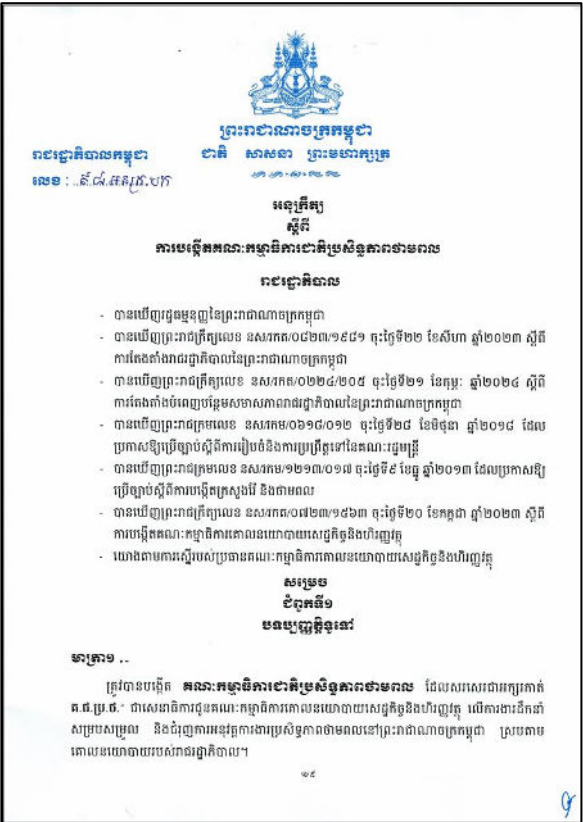 ព្រះរាជាណាចក្រកម្ពុជា
ជាតិ សាសនា ព្រះមហាក្សត្រ
រាជរដ្ឋាភិបាលកម្ពុជា
លេខ : ៩៨.អនក្រ.បក
អនុក្រឹត្យ
ស្តីពី
ការបង្កើតគណៈកម្មាធិការជាតិប្រសិទ្ធភាពថាមពល
រាជរដ្ឋាភិបាល
- បានឃើញរដ្ឋធម្មនុញ្ញនៃព្រះរាជាណាចក្រកម្ពុជា
- បានឃើញព្រះរាជក្រឹត្យលេខ នស/រកត/០៨២៣/១៩៨១ ចុះថ្ងៃទី២២ ខែសីហា ឆ្នាំ២០២៣ ស្តីពី
ការតែងតាំងរាជរដ្ឋាភិបាលនៃព្រះរាជាណាចក្រកម្ពុជា
- បានឃើញព្រះរាជក្រឹត្យលេខ នស/រកត/០២២៤/២០៥ ចុះថ្ងៃទី២១ ខែកុម្ភៈ ឆ្នាំ២០២៤ ស្តីពី
ការតែងតាំងបំពេញបន្ថែមសមាសភាពរាជរដ្ឋាភិបាលនៃព្រះរាជាណាចក្រកម្ពុជា
- បានឃើញព្រះរាជក្រមលេខ នស/រកម/០៦១៨/០១២ ចុះថ្ងៃទី២៨ ខែមិថុនា ឆ្នាំ២០១៨ ដែល
ប្រកាសឱ្យប្រើច្បាប់ស្តីពីការរៀបចំនិងការប្រព្រឹត្តទៅនៃគណៈរដ្ឋមន្ត្រី
- បានឃើញព្រះរាជក្រមលេខ នស/រកម/១២១៣/០១៧ ចុះថ្ងៃទី៩ ខែធ្នូ ឆ្នាំ២០១៣ ដែលប្រកាសឱ្យ
ប្រើច្បាប់ស្តីពីការបង្កើតក្រសួងរ៉ែ និងថាមពល
- បានឃើញព្រះរាជក្រឹត្យលេខ នស/រកត/០៧២៣/១៥៦៣ ចុះថ្ងៃទី២០ ខែកក្កដា ឆ្នាំ២០២៣ ស្តីពី
ការបង្កើតគណៈកម្មាធិការគោលនយោបាយសេដ្ឋកិច្ចនិងហិរញ្ញវត្ថុ
- យោងតាមការស្នើរបស់ប្រធានគណៈកម្មាធិការគោលនយោបាយសេដ្ឋកិច្ចនិងហិរញ្ញវត្ថុ
សម្រេច
ជំពូកទី១
បទប្បញ្ញត្តិទូទៅ
មាត្រា១ ..
ត្រូវបានបង្កើត គណៈកម្មាធិការជាតិប្រសិទ្ធភាពថាមពល ដែលសរសេរជាអក្សរកាត់
គ.ជ.ប្រ.ថ." ជាសេនាធិការជូនគណៈកម្មាធិការគោលនយោបាយសេដ្ឋកិច្ចនិងហិរញ្ញវត្ថុ លើការងារដឹកនាំ
សម្របសម្រួល និងជំរុញការអនុវត្តការងារប្រសិទ្ធភាពថាមពលនៅព្រះរាជាណាចក្រកម្ពុជា ស្របតាម
គោលនយោបាយរបស់រាជរដ្ឋាភិបាល។